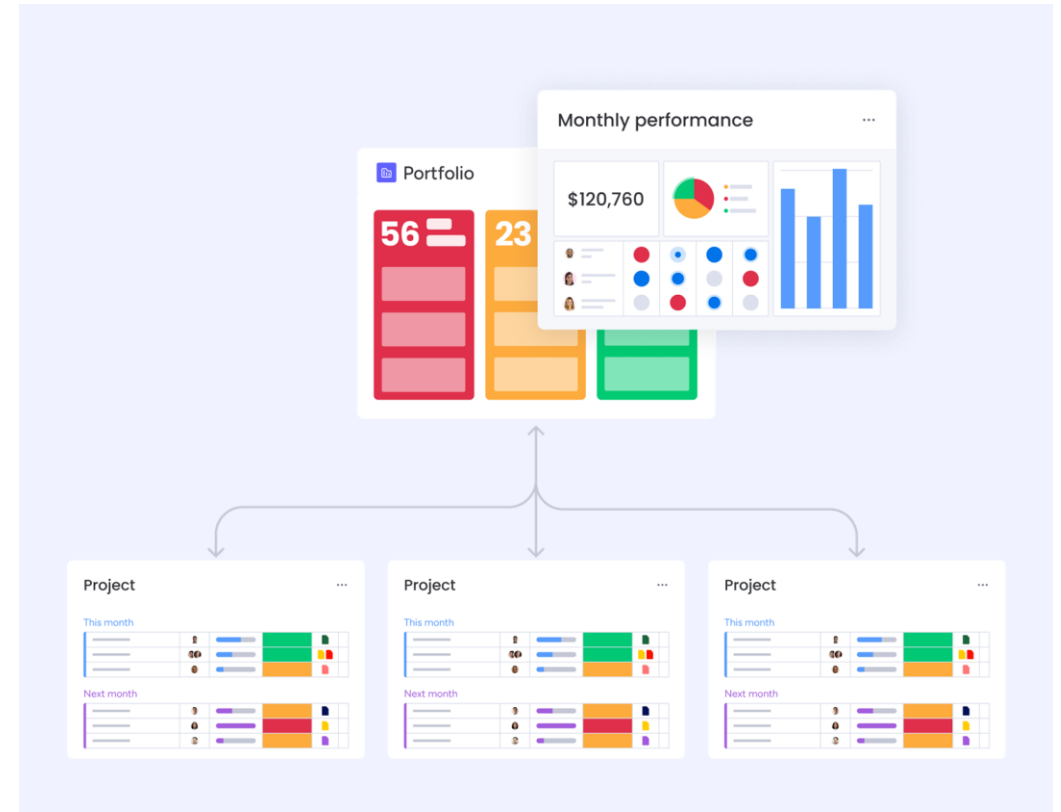 Monthly performance
Portfolio
$120,760
56
23
Project
This month
Next month
Project
This month
Next month
Project
This month
Next month